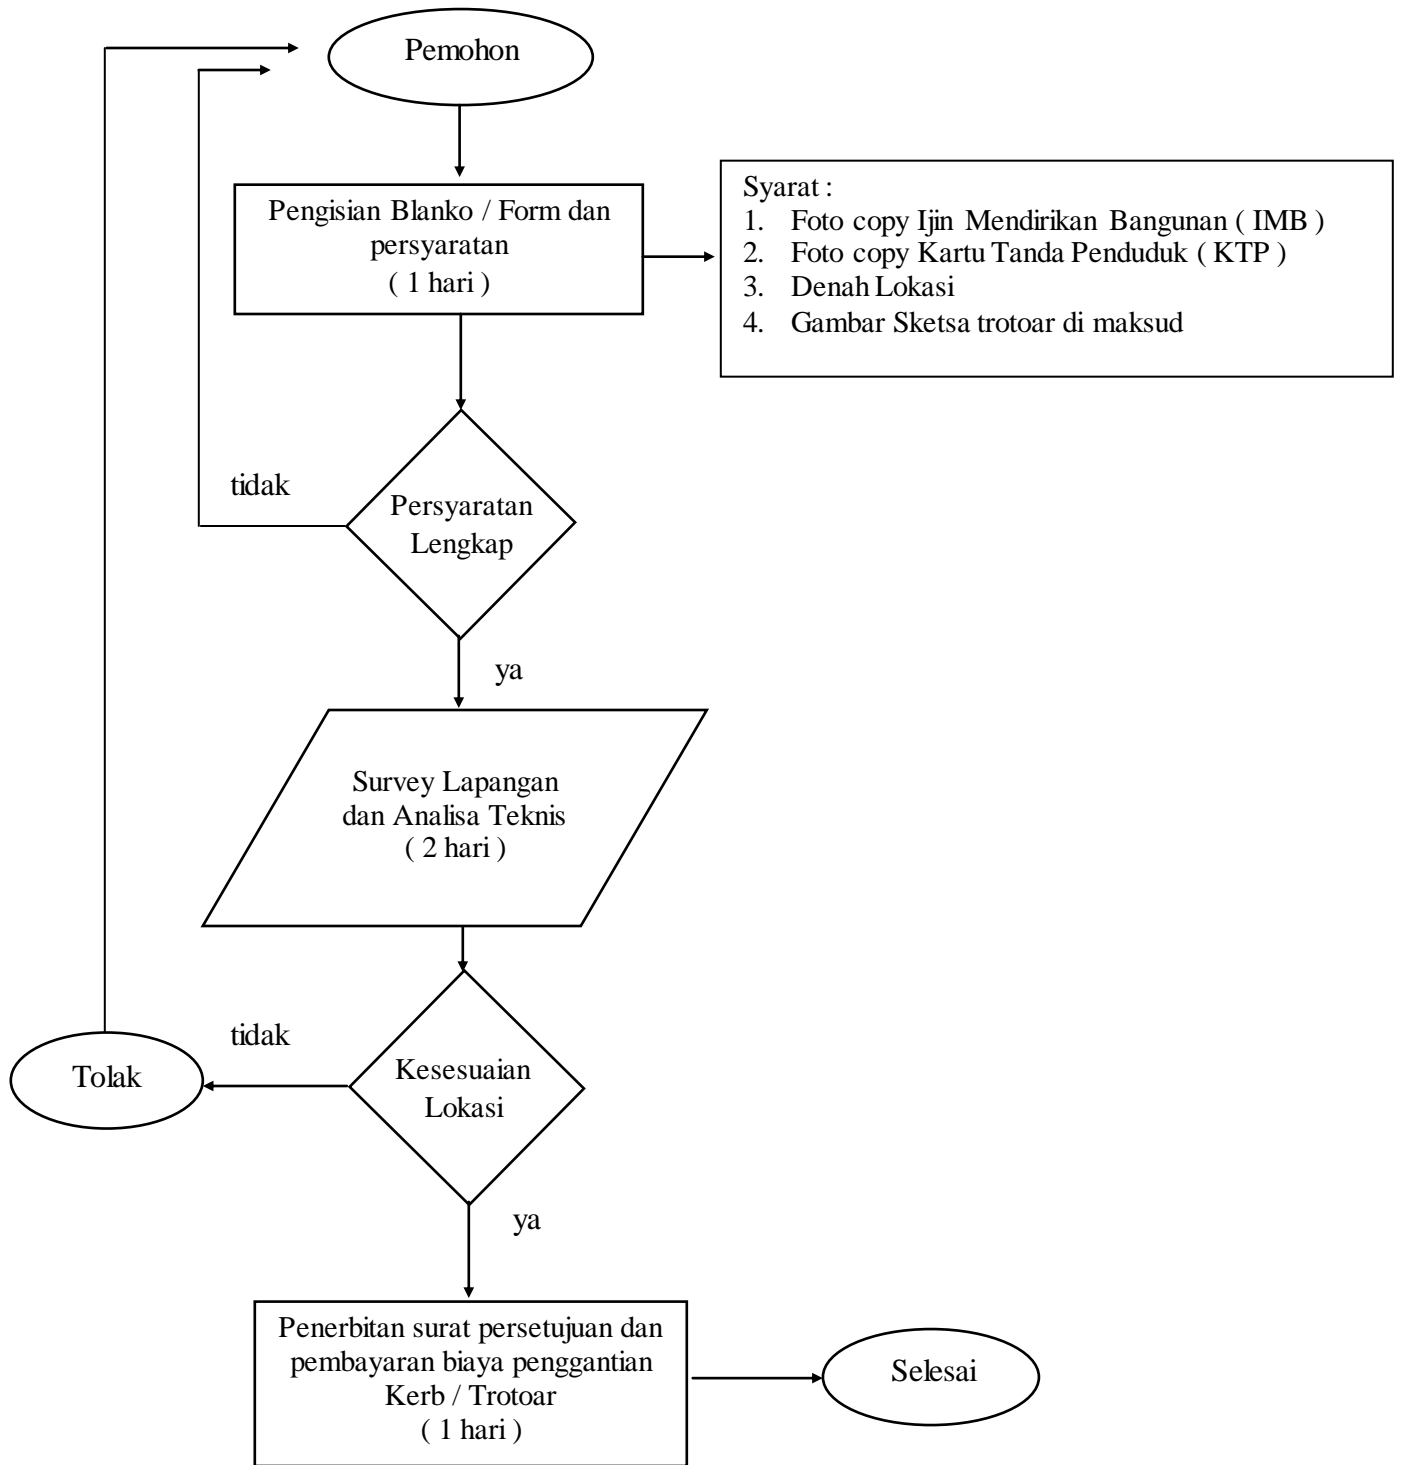 Pemohon
Pengisian Blanko / Form dan
persyaratan
( 1 hari )
Syarat :
1. Foto copy Ijin Mendirikan Bangunan ( IMB )
2. Foto copy Kartu Tanda Penduduk ( KTP )
3. Denah Lokasi
4. Gambar Sketsa trotoar di maksud
tidak
Persyaratan
Lengkap
ya
Survey Lapangan
dan Analisa Teknis
( 2 hari )
tidak
Tolak
Kesesuaian
Lokasi
ya
Penerbitan surat persetujuan dan
pembayaran biaya penggantian
Kerb / Trotoar
( 1 hari )
Selesai